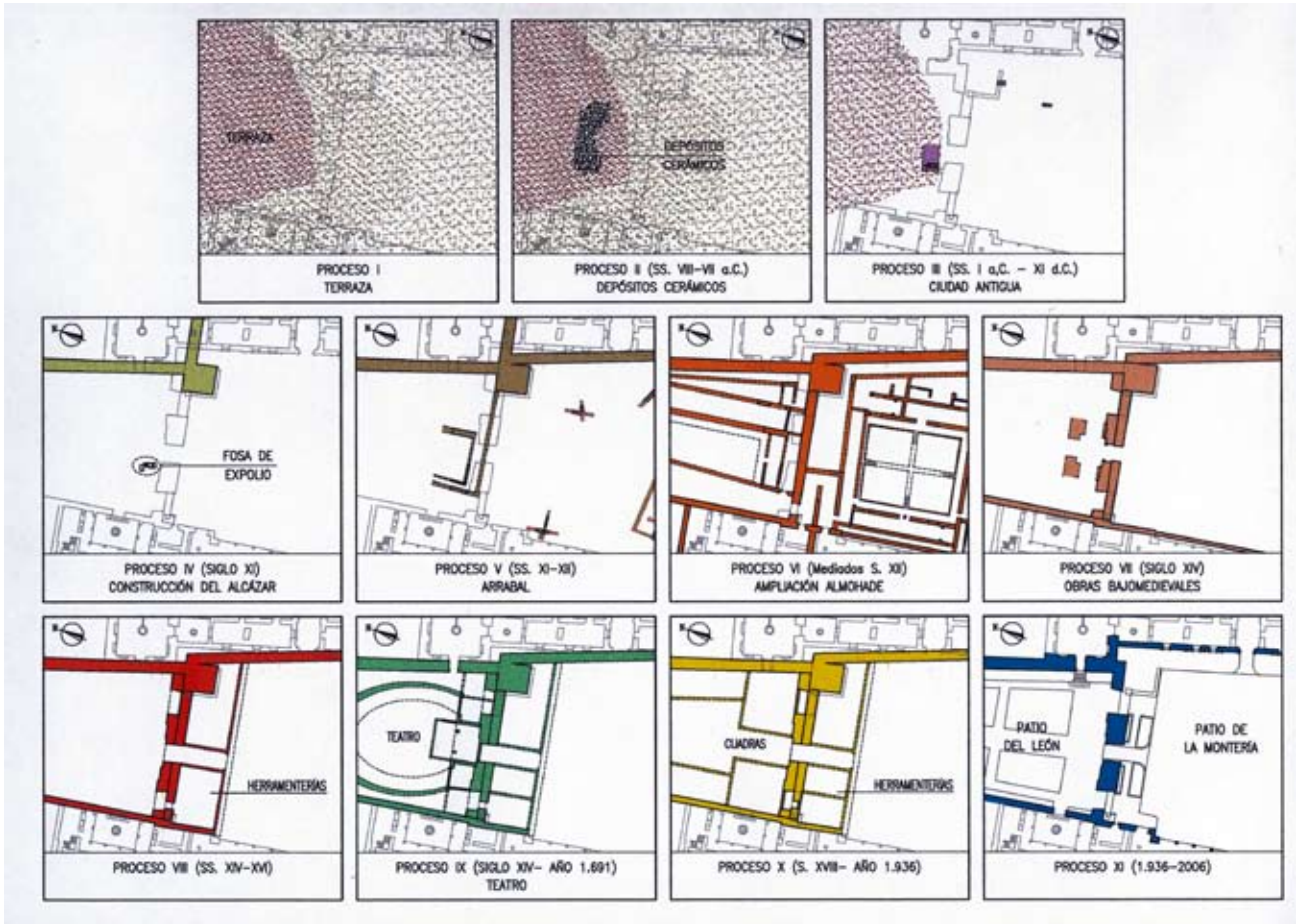 TERRAZA
PROCESO I
TERRAZA
DEPÓSITOS
CERÁMICOS
PROCESO II (SS. VIII-VII a.C.)
DEPÓSITOS CERÁMICOS
PROCESO III (SS. I a,C. - XI d.C.)
CIUDAD ANTIGUA
N
FOSA DE
EXPOLIO
PROCESO IV (SIGLO XI)
CONSTRUCCIÓN DEL ALCÁZAR
N
PROCESO V (SS. XI-XII)
ARRABAL
N
PROCESO VI (Mediados S. XII)
AMPLIACIÓN ALMOHADE
N
PROCESO VII (SIGLO XIV)
OBRAS BAJOMEDIEVALES
N
HERRAMENTERÍAS
PROCESO VIII (SS. XIV-XVI)
N
TEATRO
PROCESO IX (SIGLO XIV- AÑO 1.691)
TEATRO
N
CUADRAS
HERRAMENTERÍAS
PROCESO X (S. XVIII- AÑO 1.936)
N
PATIO
DEL LEÓN
PATIO DE
LA MONTERÍA
PROCESO XI (1.936-2006)